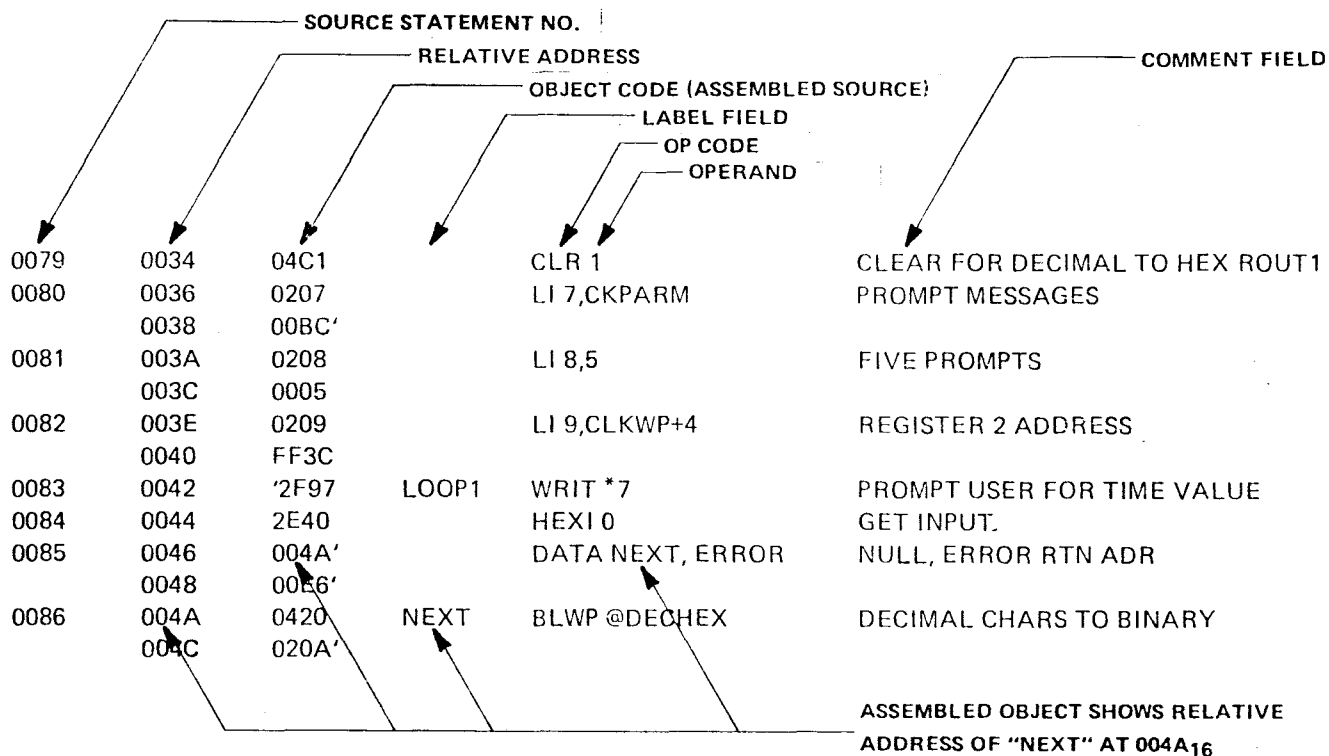 SOURCE STATEMENT NO.
RELATIVE ADDRESS
COMMENT FIELD
OBJECT CODE (ASSEMBLED SOURCE)
LABEL FIELD
OP CODE
OPERAND
0079 0034 04C1 CLR 1 CLEAR FOR DECIMAL TO HEX ROUT1
0080 0036 0207 LI 7,CKPARM PROMPT MESSAGES
0038 00BC'
0081 003A 0208 LI 8,5 FIVE PROMPTS
003C 0005
0082 003E 0209 LI 9,CLKWP+4 REGISTER 2 ADDRESS
0040 FF3C
0083 0042 '2F97 LOOP1 WRIT *7 PROMPT USER FOR TIME VALUE
0084 0044 2E40 HEXI 0 GET INPUT.
0085 0046 004A' DATA NEXT, ERROR NULL, ERROR RTN ADR
0048 00E6'
0086 004A 0420 NEXT BLWP @DECHEX DECIMAL CHARS TO BINARY
004C 020A'
ASSEMBLED OBJECT SHOWS RELATIVE
ADDRESS OF "NEXT" AT 004A16